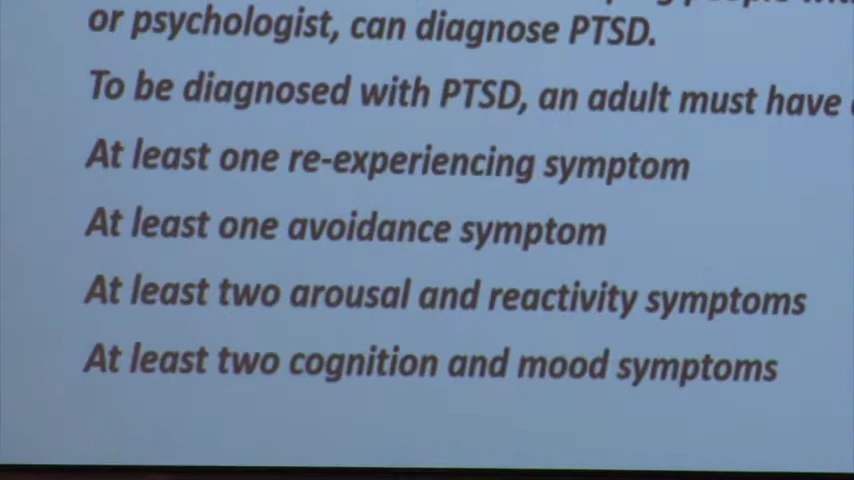 or psychologist, can diagnose PTSD.
To be diagnosed with PTSD, an adult must have
At least one re-experiencing symptom
At least one avoidance symptom
At least two arousal and reactivity symptoms
At least two cognition and mood symptoms